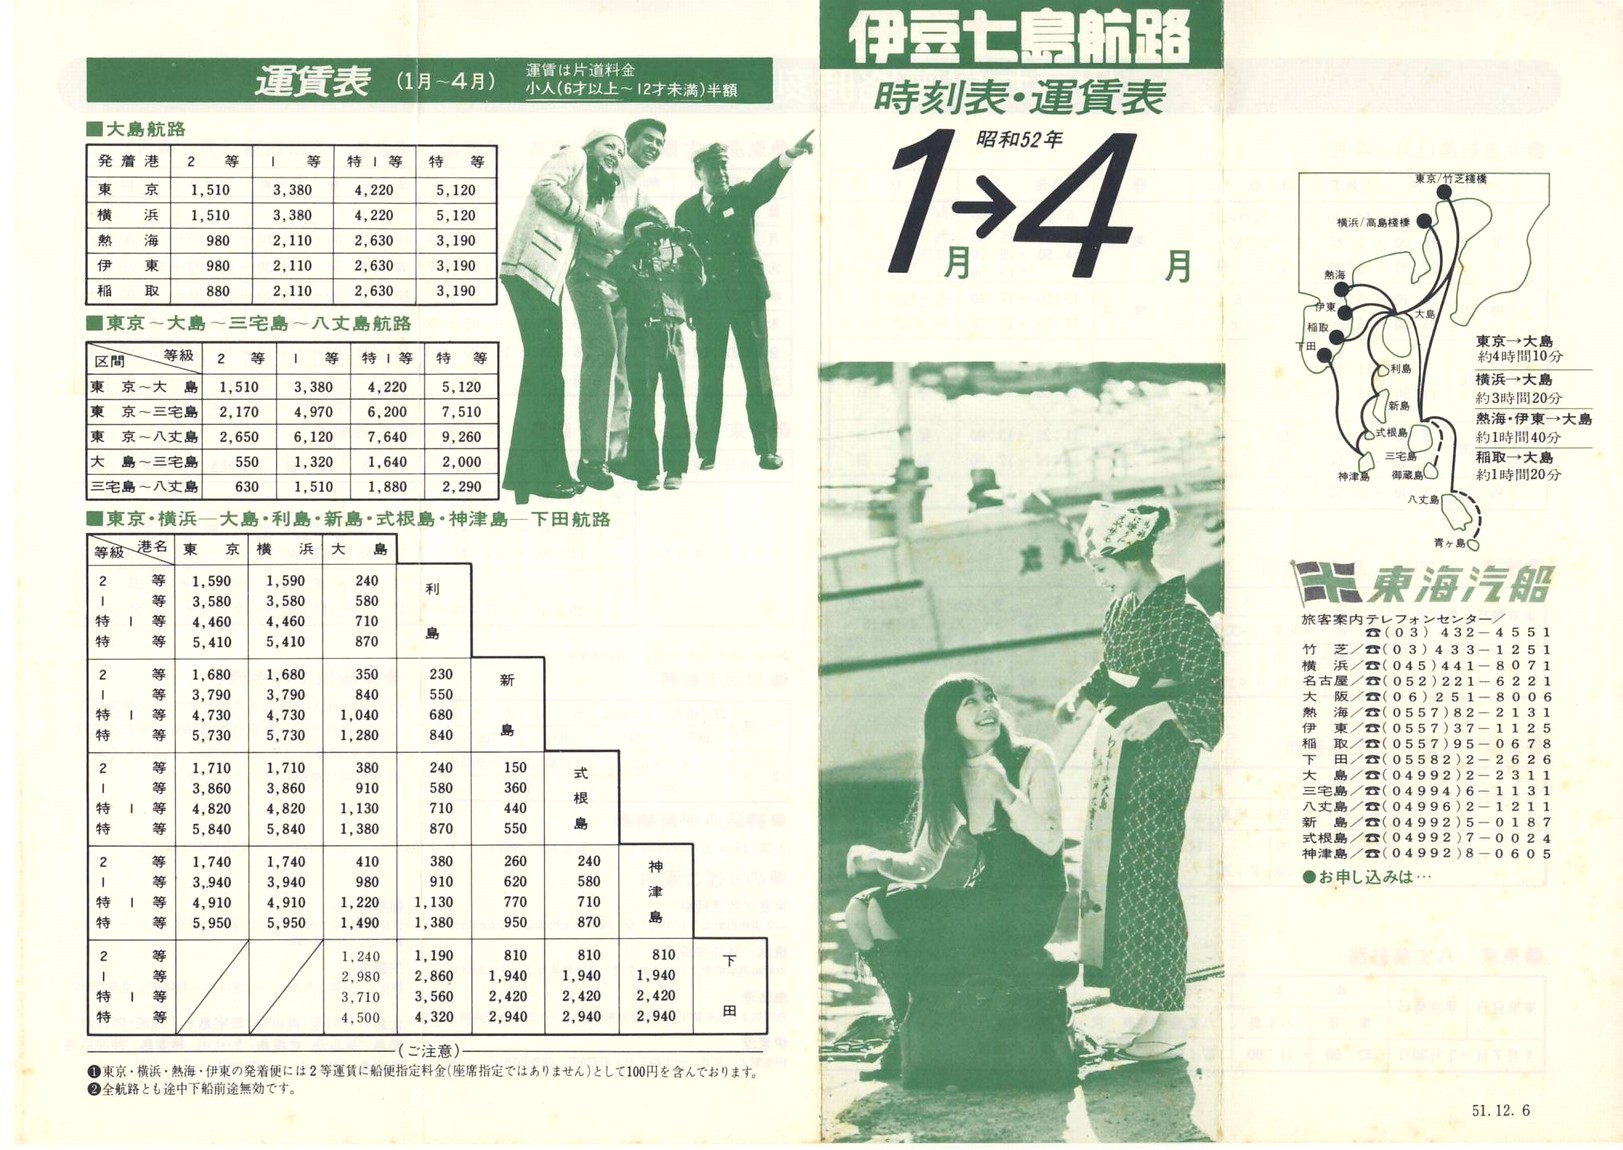 運賃表 (1月~4月) 運賃は片道料金
小人(6才以上~12才未満)半額
■大島航路
発着港 2等 1等 特1等 特等
東京 1,510 3,380 4,220 5,120
横浜 1,510 3,380 4,220 5,120
熱海 980 2,110 2,630 3,190
伊東 980 2,110 2,630 3,190
稲取 880 2,110 2,630 3,190
■東京~大島~三宅島~八丈島航路
区間 等級 2等 1等 特1等 特等
東京~大島 1,510 3,380 4,220 5,120
東京~三宅島 2,170 4,970 6,200 7,510
東京~八丈島 2,650 6,120 7,640 9,260
大島~三宅島 550 1,320 1,640 2,000
三宅島~八丈島 630 1,510 1,880 2,290
■東京・横浜―大島・利島・新島・式根島・神津島―下田航路
等級 港名 東京 横浜 大島
2等 1,590 1,590 240 利島
1等 3,580 3,580 580
特1等 4,460 4,460 710
特等 5,410 5,410 870
2等 1,680 1,680 350 230 新島
1等 3,790 3,790 840 550
特1等 4,730 4,730 1,040 680
特等 5,730 5,730 1,280 840
2等 1,710 1,710 380 240 150 式根島
1等 3,860 3,860 910 580 360
特1等 4,820 4,820 1,130 710 440
特等 5,840 5,840 1,380 870 550
2等 1,740 1,740 410 380 260 240 神津島
1等 3,940 3,940 980 910 620 580
特1等 4,910 4,910 1,220 1,130 770 710
特等 5,950 5,950 1,490 1,380 950 870
2等 1,240 1,190 810 810 810 下田
1等 2,980 2,860 1,940 1,940 1,940
特1等 3,710 3,560 2,420 2,420 2,420
特等 4,500 4,320 2,940 2,940 2,940
(ご注意)
❶東京・横浜・熱海・伊東の発着便には2等運賃に船便指定料金(座席指定ではありません)として100円を含んでおります。
❷全航路とも途中下船前途無効です。
伊豆七島航路
時刻表・運賃表
昭和52年
1月→4月
東京/竹芝棧橋
横浜/高島棧橋
熱海
伊東
稲取
下田
大島
利島
新島
式根島
三宅島
神津島
御蔵島
八丈島
青ヶ島
東京→大島
約4時間10分
横浜→大島
約3時間20分
熱海・伊東→大島
約1時間40分
稲取→大島
約1時間20分
東海汽船
旅客案内テレフォンセンター/
☎(03)432-4551
竹芝/☎(03)433-1251
横浜/☎(045)441-8071
名古屋/☎(052)221-6221
大阪/☎(06)251-8006
熱海/☎(0557)82-2131
伊東/☎(0557)37-1125
稲取/☎(0557)95-0678
下田/☎(05582)2-2626
大島/☎(04992)2-2311
三宅島/☎(04994)6-1131
八丈島/☎(04996)2-1211
新島/☎(04992)5-0187
式根島/☎(04992)7-0024
神津島/☎(04992)8-0605
●お申し込みは…
51.12.6